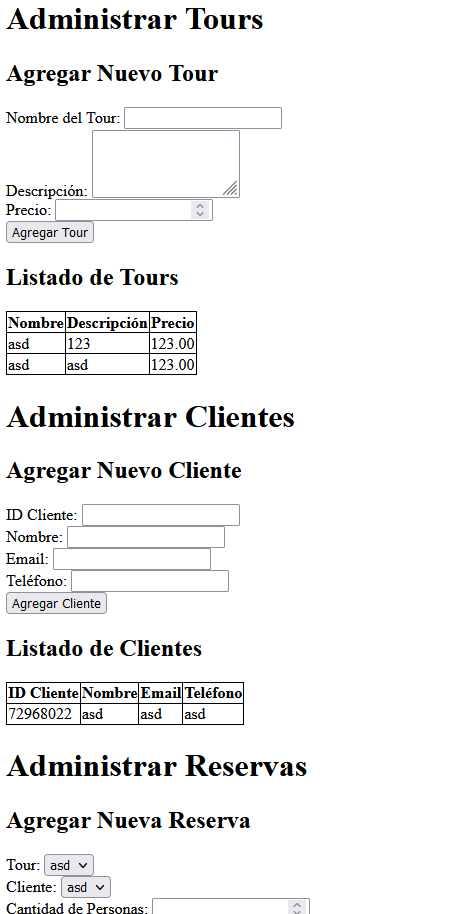 Administrar Tours
Agregar Nuevo Tour
Nombre del Tour:
Descripción:
Precio:
Agregar Tour
Listado de Tours
Nombre Descripción Precio
asd 123 123.00
asd asd 123.00
Administrar Clientes
Agregar Nuevo Cliente
ID Cliente:
Nombre:
Email:
Teléfono:
Agregar Cliente
Listado de Clientes
ID Cliente Nombre Email Teléfono
72968022 asd asd asd
Administrar Reservas
Agregar Nueva Reserva
Tour: asd
Cliente: asd
Cantidad de Personas: